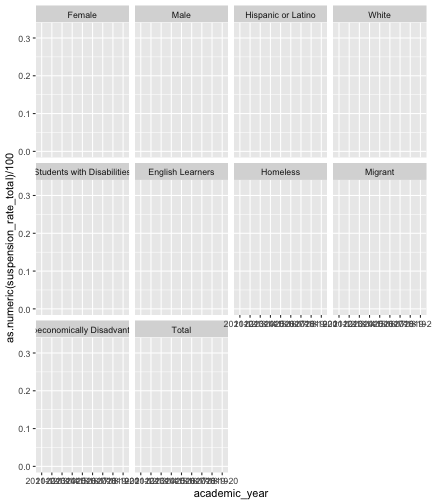 Female Male Hispanic or Latino White
0.3
0.2
0.1
0.0
Students with Disabilities English Learners Homeless Migrant
0.3
0.2
0.1
0.0
oeconomically Disadvant Total
0.3
0.2
0.1
0.0
as.numeric(suspension_rate_total)/100
academic_year